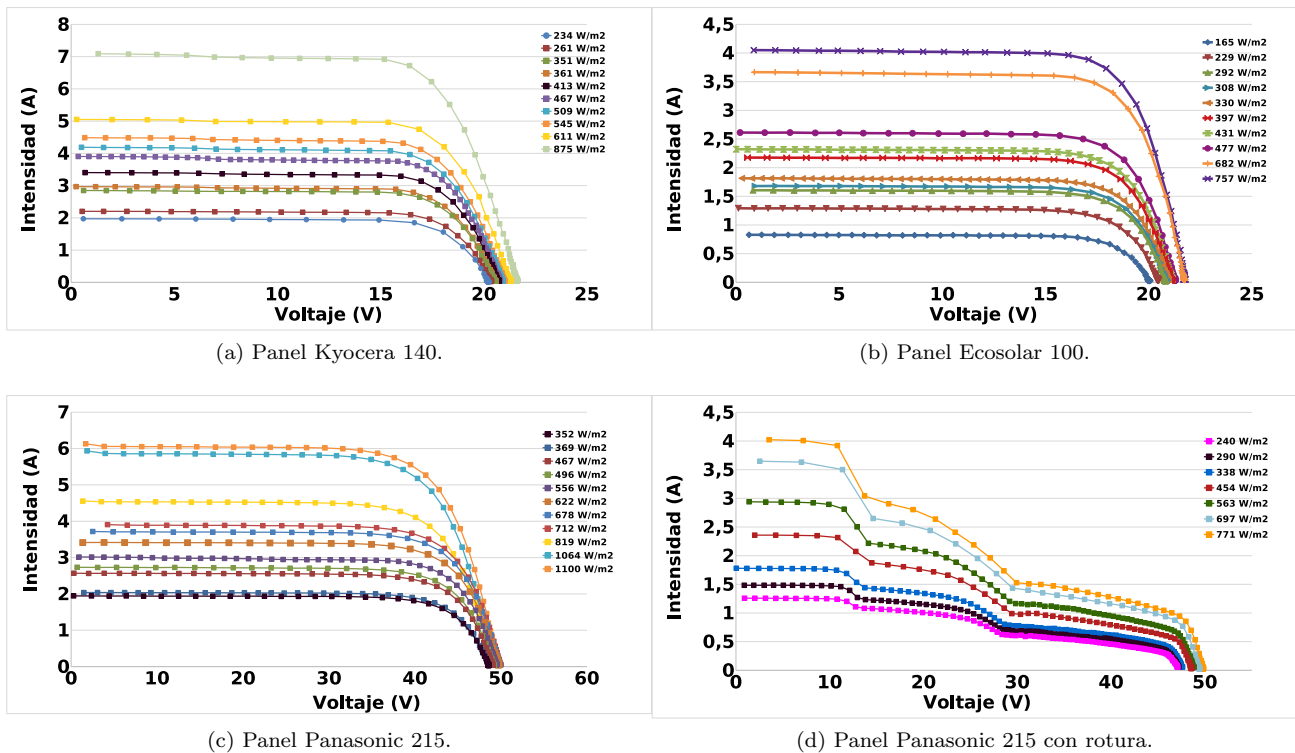 8
7
6
5
4
3
2
1
0
Intensidad (A)
0 5 10 15 20 25
Voltaje (V)
234 W/m2
261 W/m2
351 W/m2
361 W/m2
413 W/m2
467 W/m2
509 W/m2
545 W/m2
611 W/m2
875 W/m2
(a) Panel Kyocera 140.
4,5
4
3,5
3
2,5
2
1,5
1
0,5
0
Intensidad (A)
0 5 10 15 20 25
Voltaje (V)
165 W/m2
229 W/m2
292 W/m2
308 W/m2
330 W/m2
397 W/m2
431 W/m2
477 W/m2
682 W/m2
757 W/m2
(b) Panel Ecosolar 100.
7
6
5
4
3
2
1
0
Intensidad (A)
0 10 20 30 40 50 60
Voltaje (V)
352 W/m2
369 W/m2
467 W/m2
496 W/m2
556 W/m2
622 W/m2
678 W/m2
712 W/m2
819 W/m2
1064 W/m2
1100 W/m2
(c) Panel Panasonic 215.
4,5
4
3,5
3
2,5
2
1,5
1
0,5
0
Intensidad (A)
0 10 20 30 40 50
Voltaje (V)
240 W/m2
290 W/m2
338 W/m2
454 W/m2
563 W/m2
697 W/m2
771 W/m2
(d) Panel Panasonic 215 con rotura.